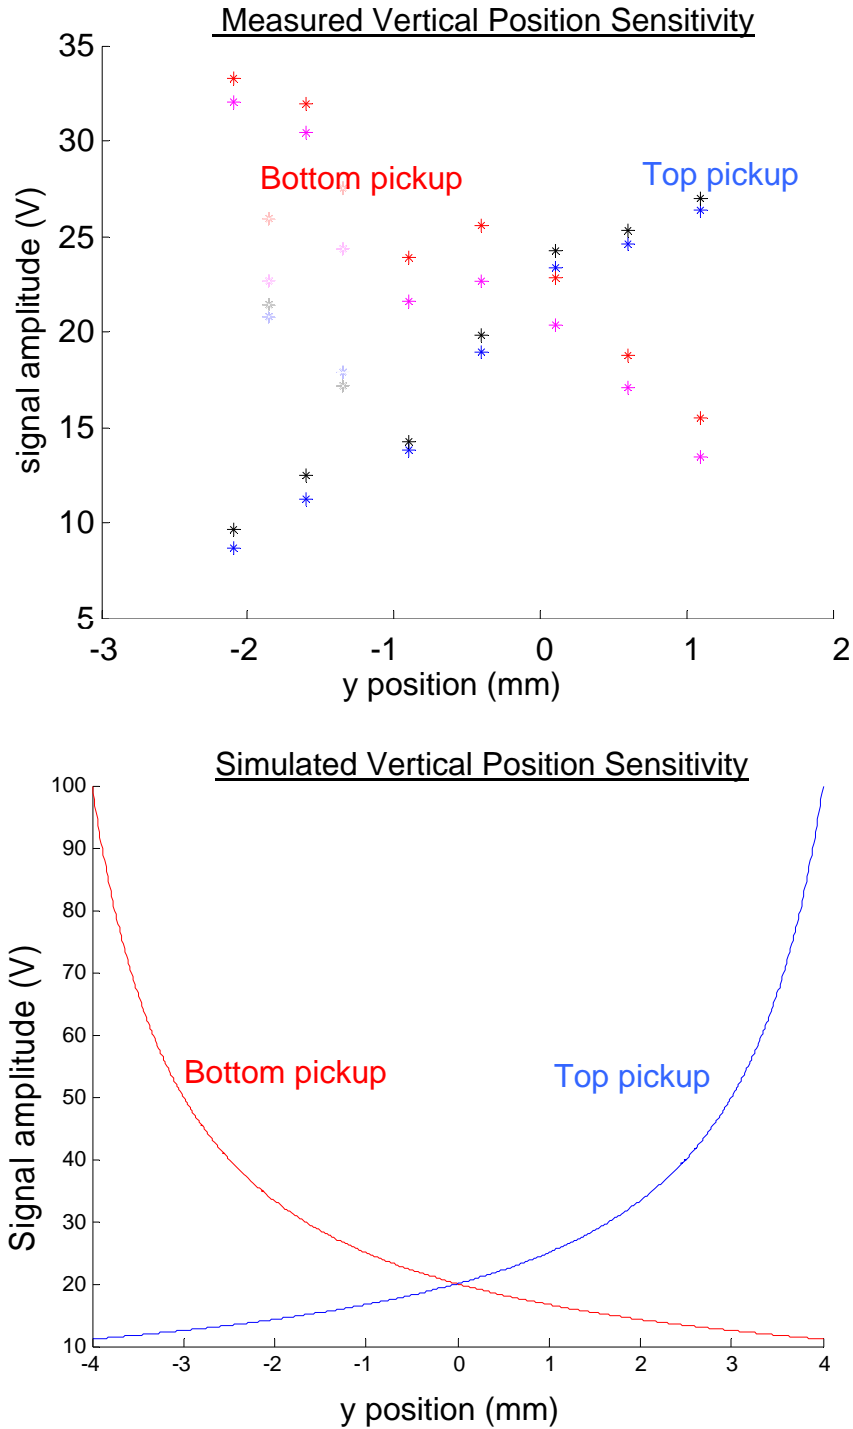 Measured Vertical Position Sensitivity
35
30
25
20
15
10
5
signal amplitude (V)
Bottom pickup
Top pickup
-3 -2 -1 0 1 2
y position (mm)
Simulated Vertical Position Sensitivity
100
90
80
70
60
50
40
30
20
10
Signal amplitude (V)
Bottom pickup
Top pickup
-4 -3 -2 -1 0 1 2 3 4
y position (mm)